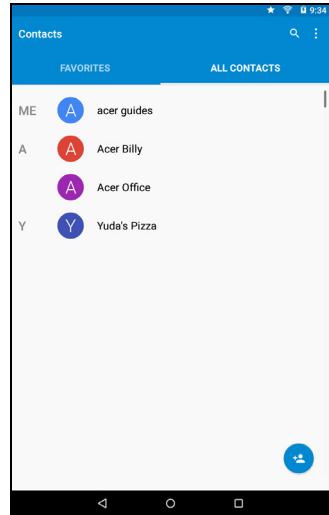 9:34
Contacts
FAVORITES ALL CONTACTS
ME A acer guides
A A Acer Billy
A Acer Office
Y Y Yuda's Pizza